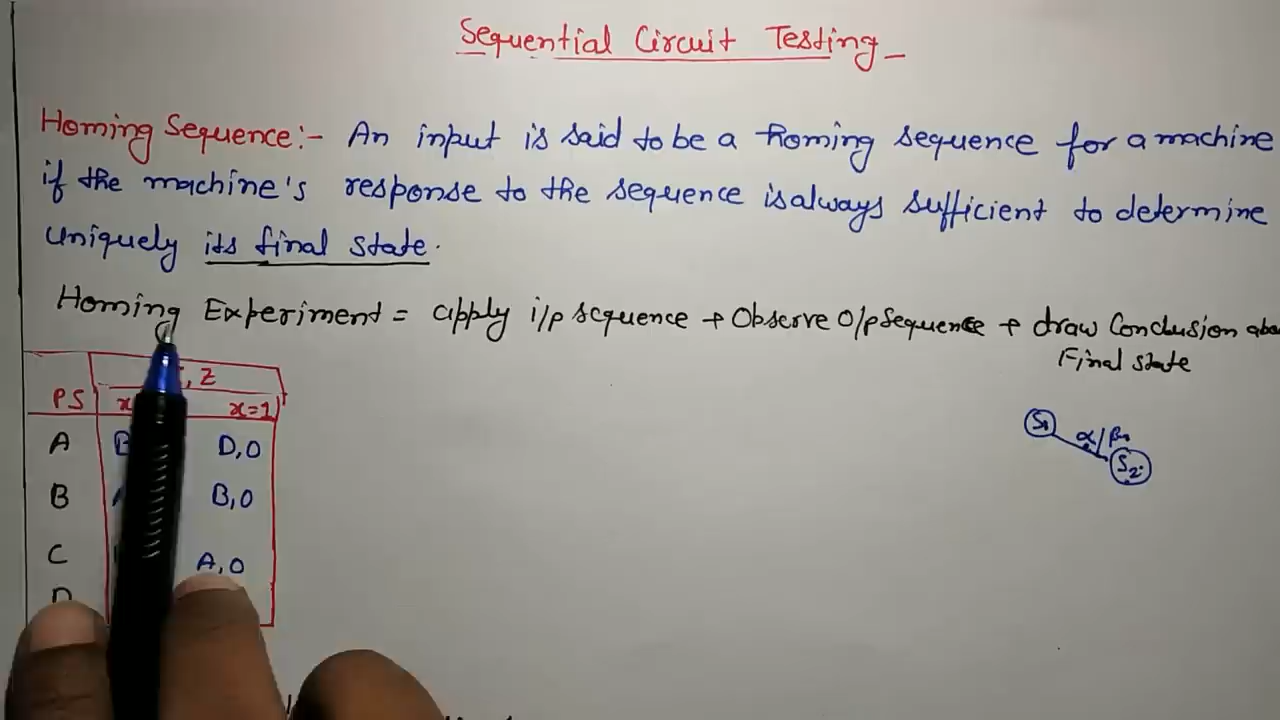 Sequential Circuit Testing
Homing Sequence:- An input is said to be a homing sequence for a machine
if the machine's response to the sequence is always sufficient to determine
uniquely its final state.
Homing Experiment = apply i/p sequence + Observe O/p Sequence + draw Conclusion
Final state
, Z
PS x x=1
A B D,0
B A B,0
C A,0
D
S1 α/β S2